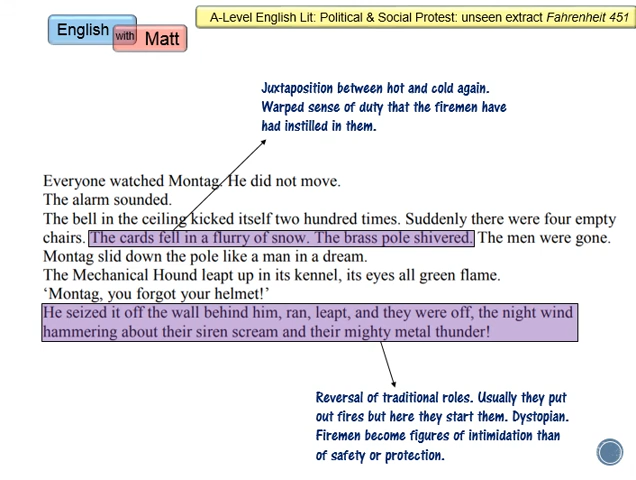 English with Matt
A-Level English Lit: Political & Social Protest: unseen extract Fahrenheit 451
Juxtaposition between hot and cold again.
Warped sense of duty that the firemen have
had instilled in them.
Everyone watched Montag. He did not move.
The alarm sounded.
The bell in the ceiling kicked itself two hundred times. Suddenly there were four empty
chairs. The cards fell in a flurry of snow. The brass pole shivered. The men were gone.
Montag slid down the pole like a man in a dream.
The Mechanical Hound leapt up in its kennel, its eyes all green flame.
‘Montag, you forgot your helmet!’
He seized it off the wall behind him, ran, leapt, and they were off, the night wind
hammering about their siren scream and their mighty metal thunder!
Reversal of traditional roles. Usually they put
out fires but here they start them. Dystopian.
Firemen become figures of intimidation than
of safety or protection.